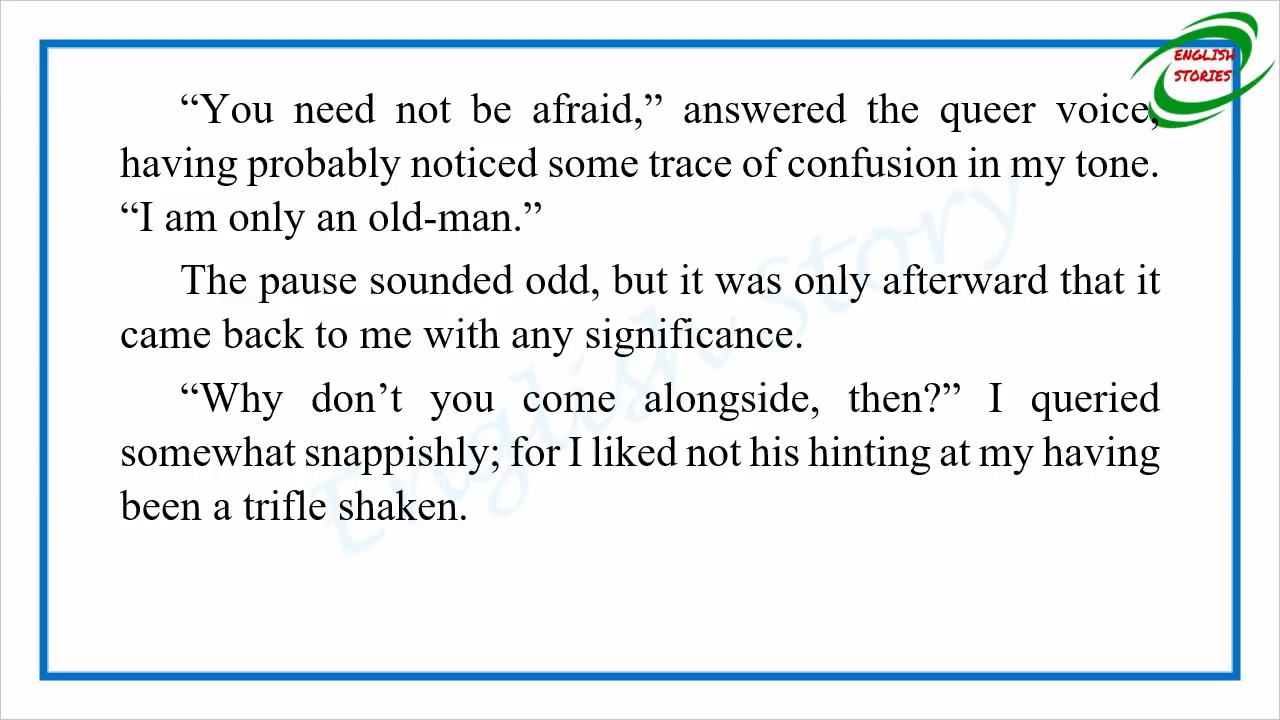 ENGLISH
STORIES
“You need not be afraid,” answered the queer voice,
having probably noticed some trace of confusion in my tone.
“I am only an old-man.”
The pause sounded odd, but it was only afterward that it
came back to me with any significance.
“Why don’t you come alongside, then?” I queried
somewhat snappishly; for I liked not his hinting at my having
been a trifle shaken.
English Story